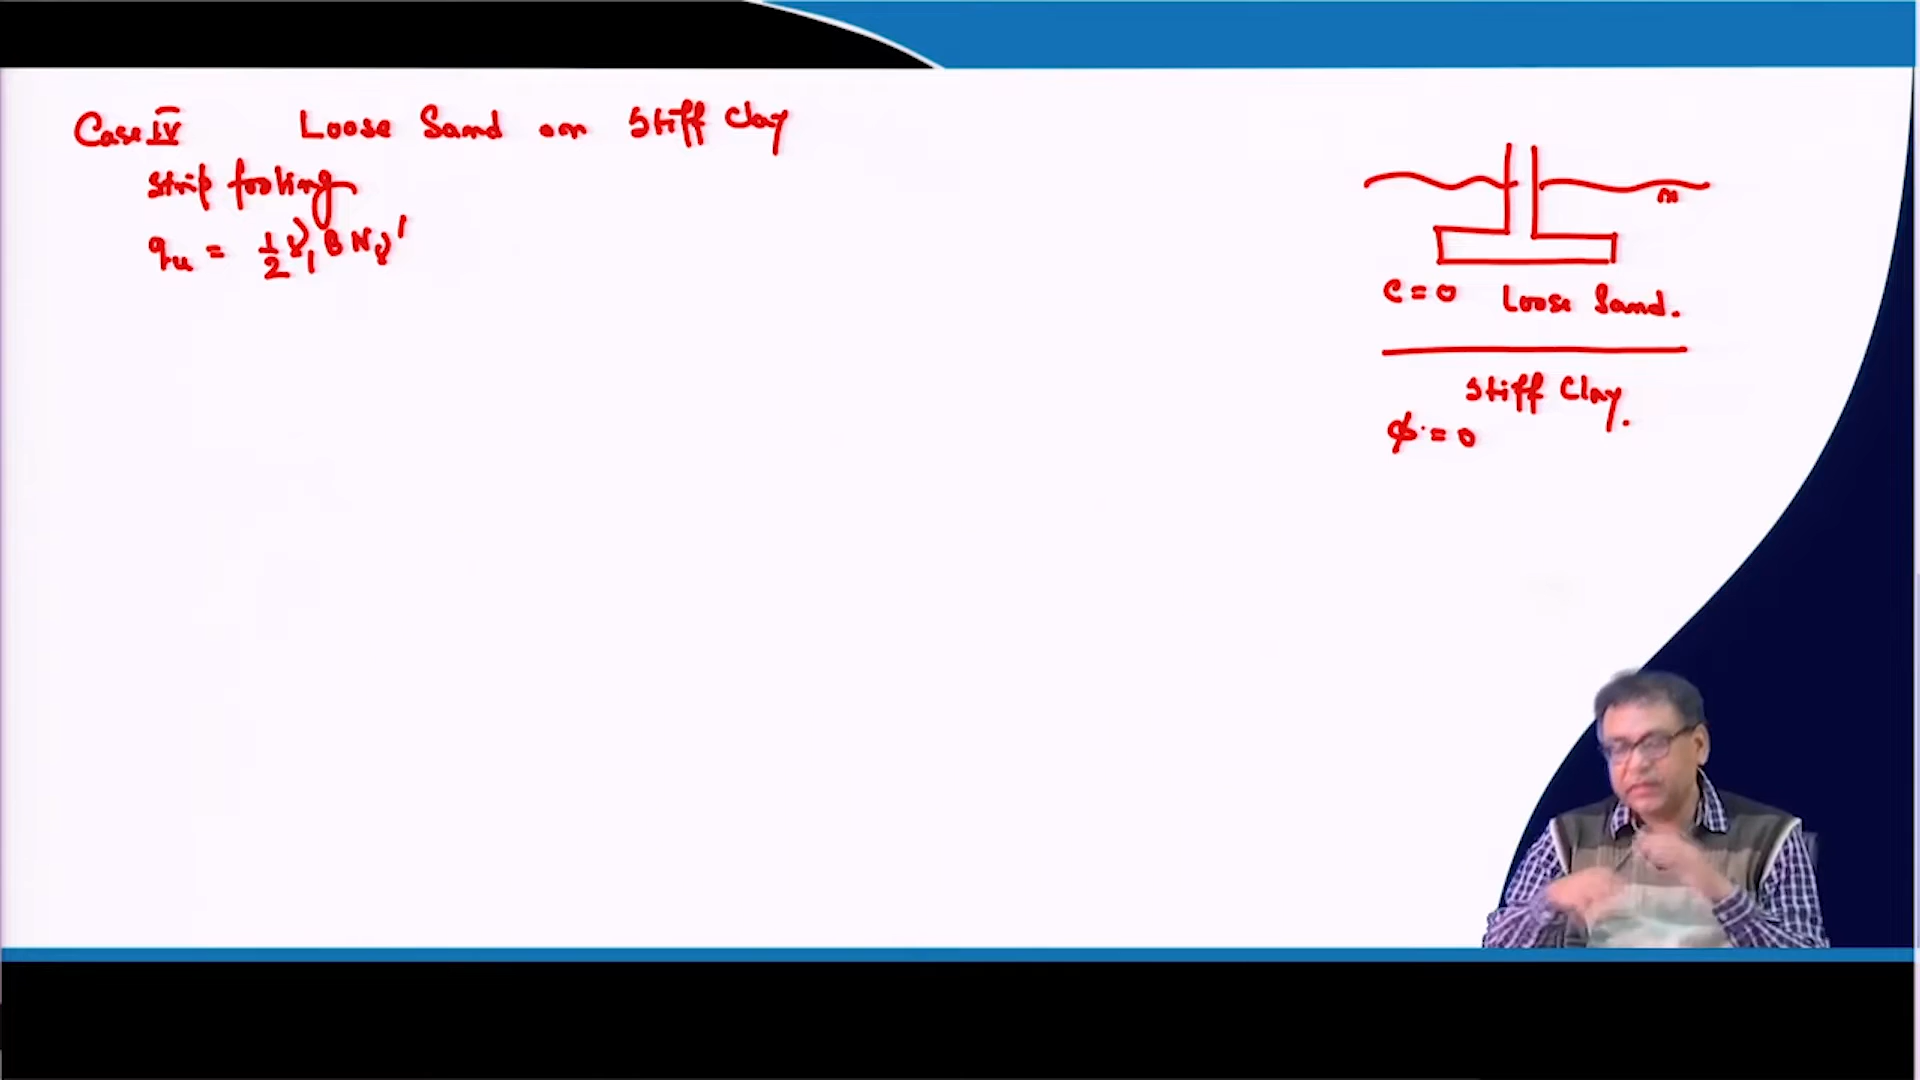 Case IV Loose Sand on Stiff Clay
Strip footing
qu = 1/2 γ1 B Nγ'
C = 0 Loose Sand.
Stiff Clay.
ϕ = 0